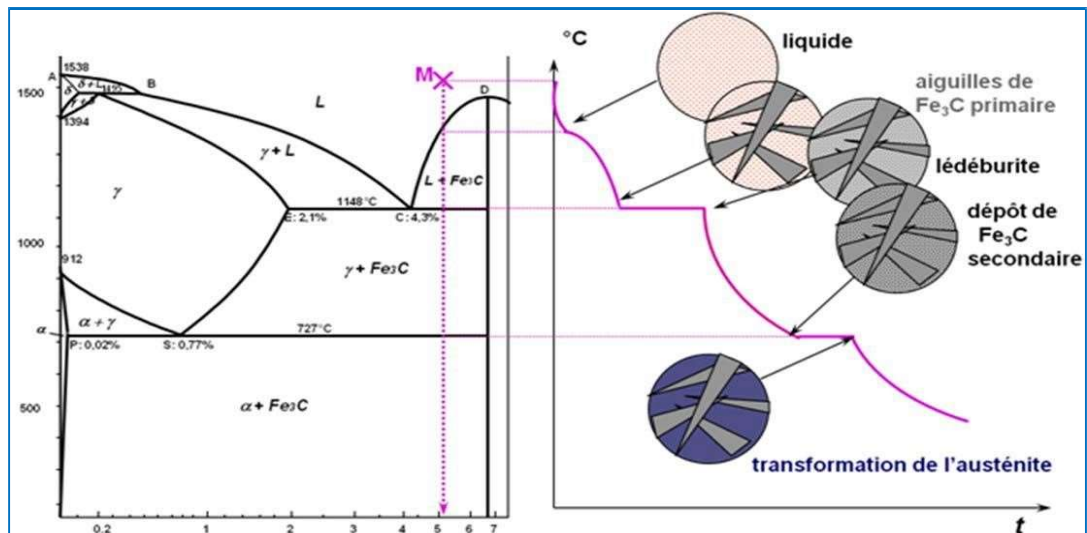 °C
liquide
aiguilles de
Fe₃C primaire
lédéburite
dépôt de
Fe₃C
secondaire
transformation de l'austénite
t
M
A
1538
δ
δ+L
1495
B
D
1500
1394
L
γ + L
L + Fe₃C
γ
1148°C
E: 2,1%
C: 4,3%
1000
912
γ + Fe₃C
α
α + γ
727°C
P: 0,02%
S: 0,77%
500
α + Fe₃C
0.2
1
2
3
4
5
6
7